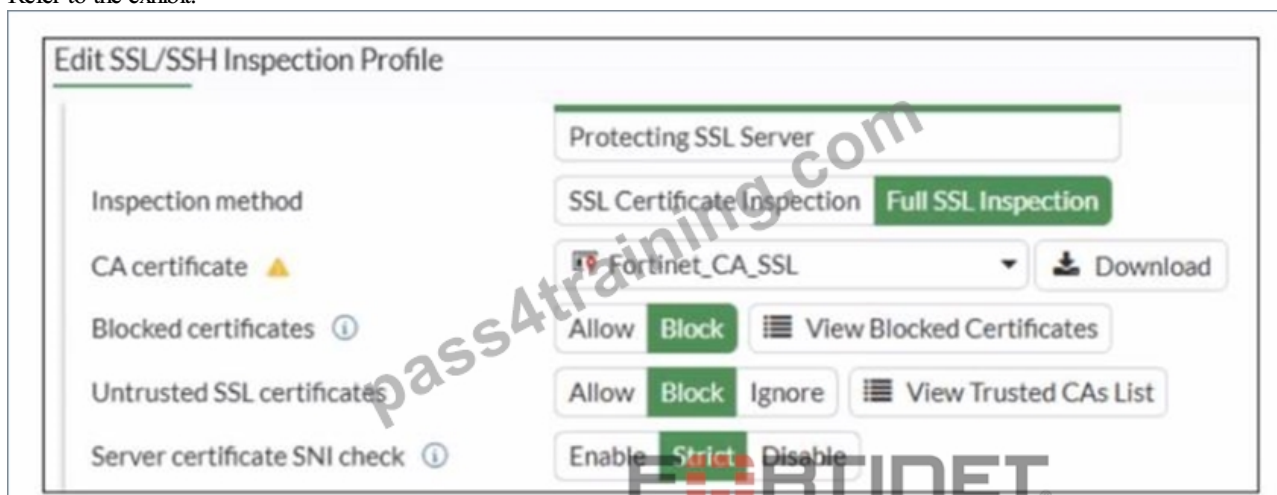 Refer to the exhibit.
Edit SSL/SSH Inspection Profile
Protecting SSL Server
Inspection method SSL Certificate Inspection Full SSL Inspection
CA certificate Fortinet_CA_SSL Download
Blocked certificates Allow Block View Blocked Certificates
Untrusted SSL certificates Allow Block Ignore View Trusted CAs List
Server certificate SNI check Enable Strict Disable
FORTINET
pass4training.com